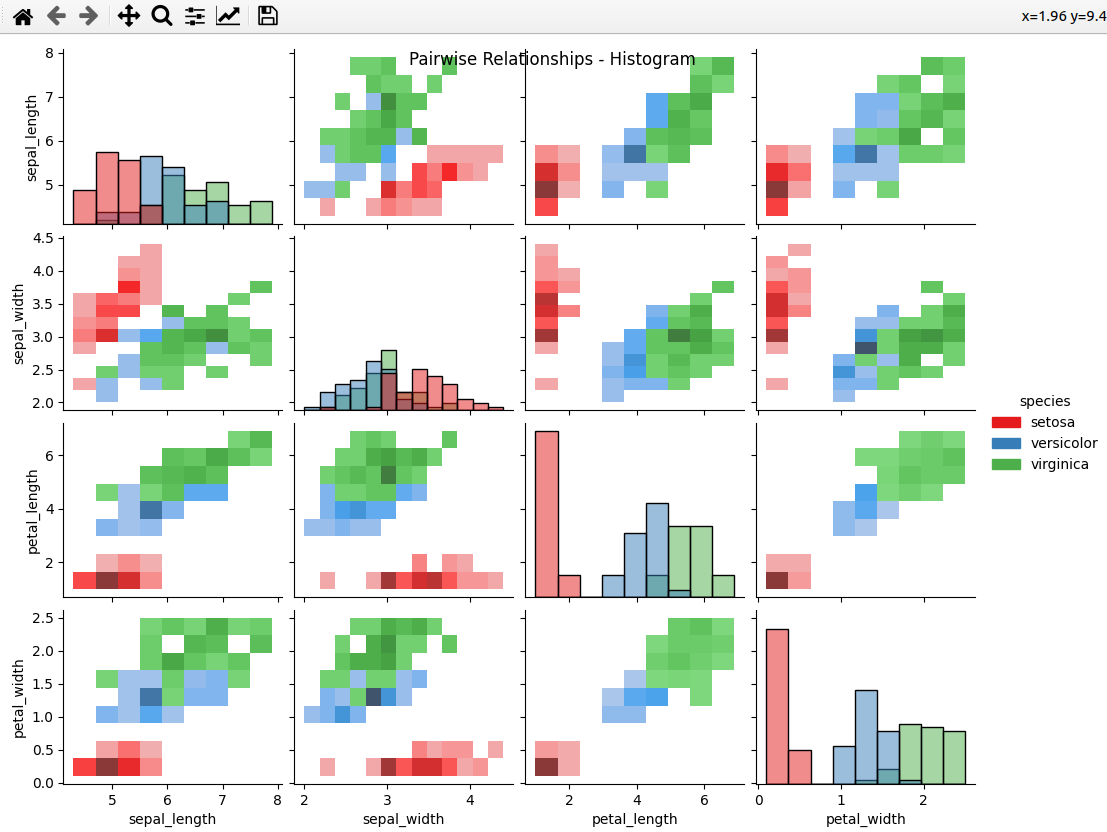 x=1.96 y=9.4
Pairwise Relationships - Histogram
sepal_length
8
7
6
5
sepal_width
4.5
4.0
3.5
3.0
2.5
2.0
species
setosa
versicolor
virginica
petal_length
6
4
2
petal_width
2.5
2.0
1.5
1.0
0.5
0.0
5 6 7 8
2 3 4
2 4 6
0 1 2
sepal_length
sepal_width
petal_length
petal_width